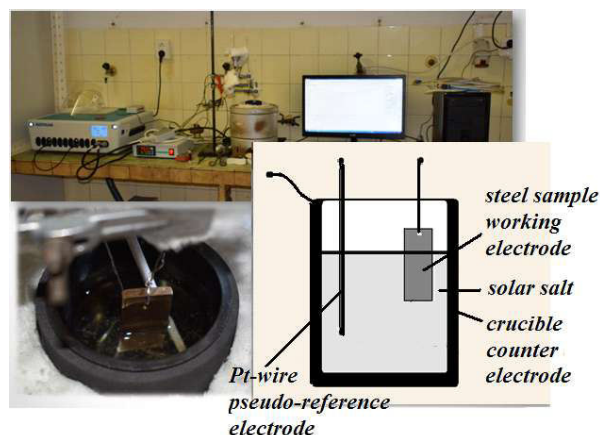 steel sample
working
electrode
solar salt
crucible
counter
electrode
Pt-wire
pseudo-reference
electrode